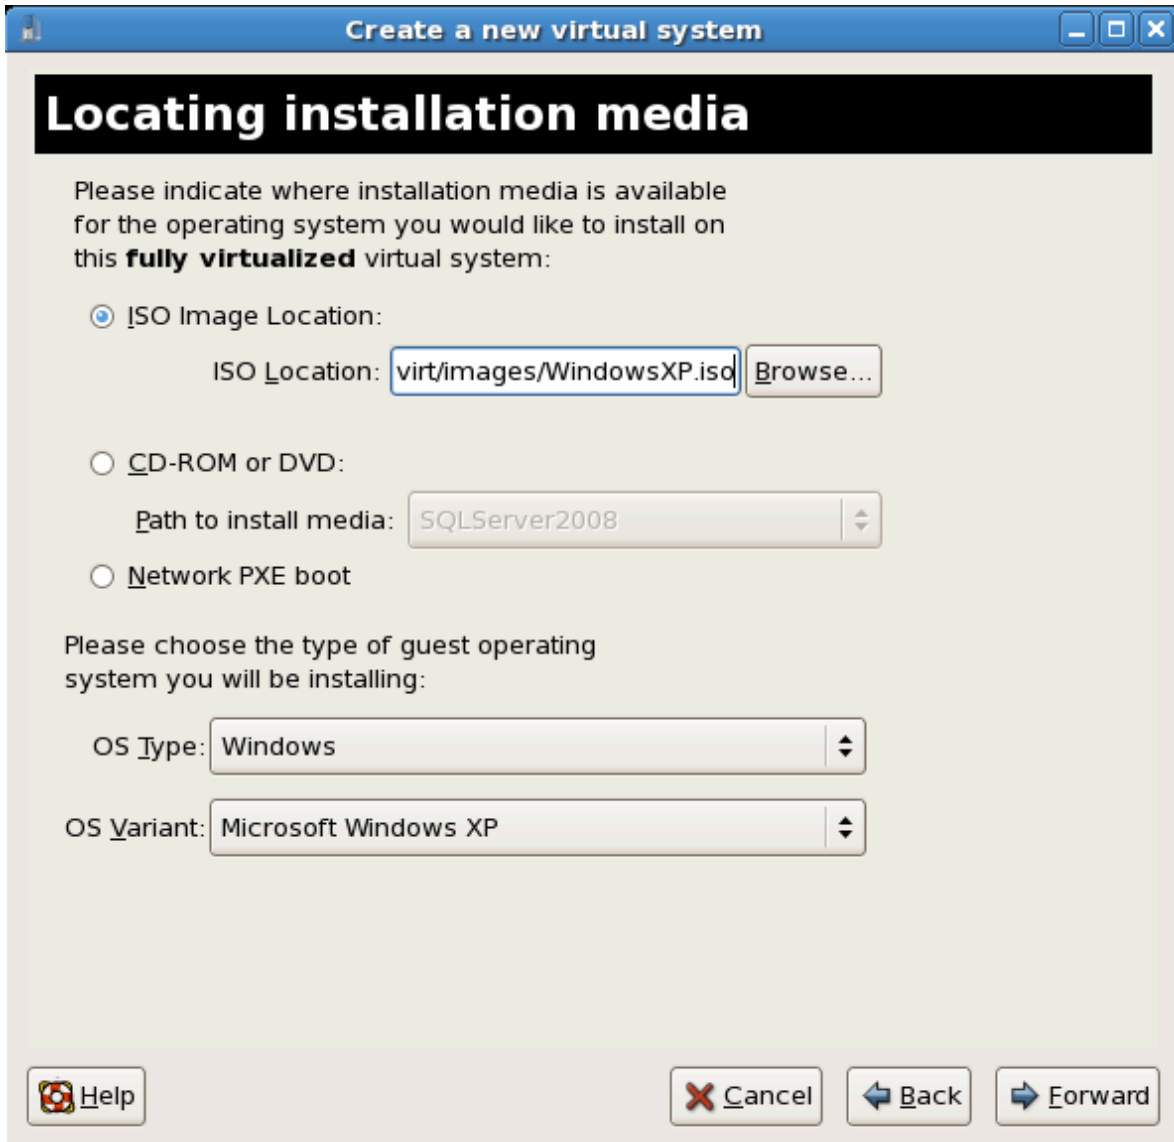 Create a new virtual system
Locating installation media
Please indicate where installation media is available
for the operating system you would like to install on
this fully virtualized virtual system:
ISO Image Location:
ISO Location: virt/images/WindowsXP.iso Browse...
CD-ROM or DVD:
Path to install media: SQLServer2008
Network PXE boot
Please choose the type of guest operating
system you will be installing:
OS Type: Windows
OS Variant: Microsoft Windows XP
Help Cancel Back Forward